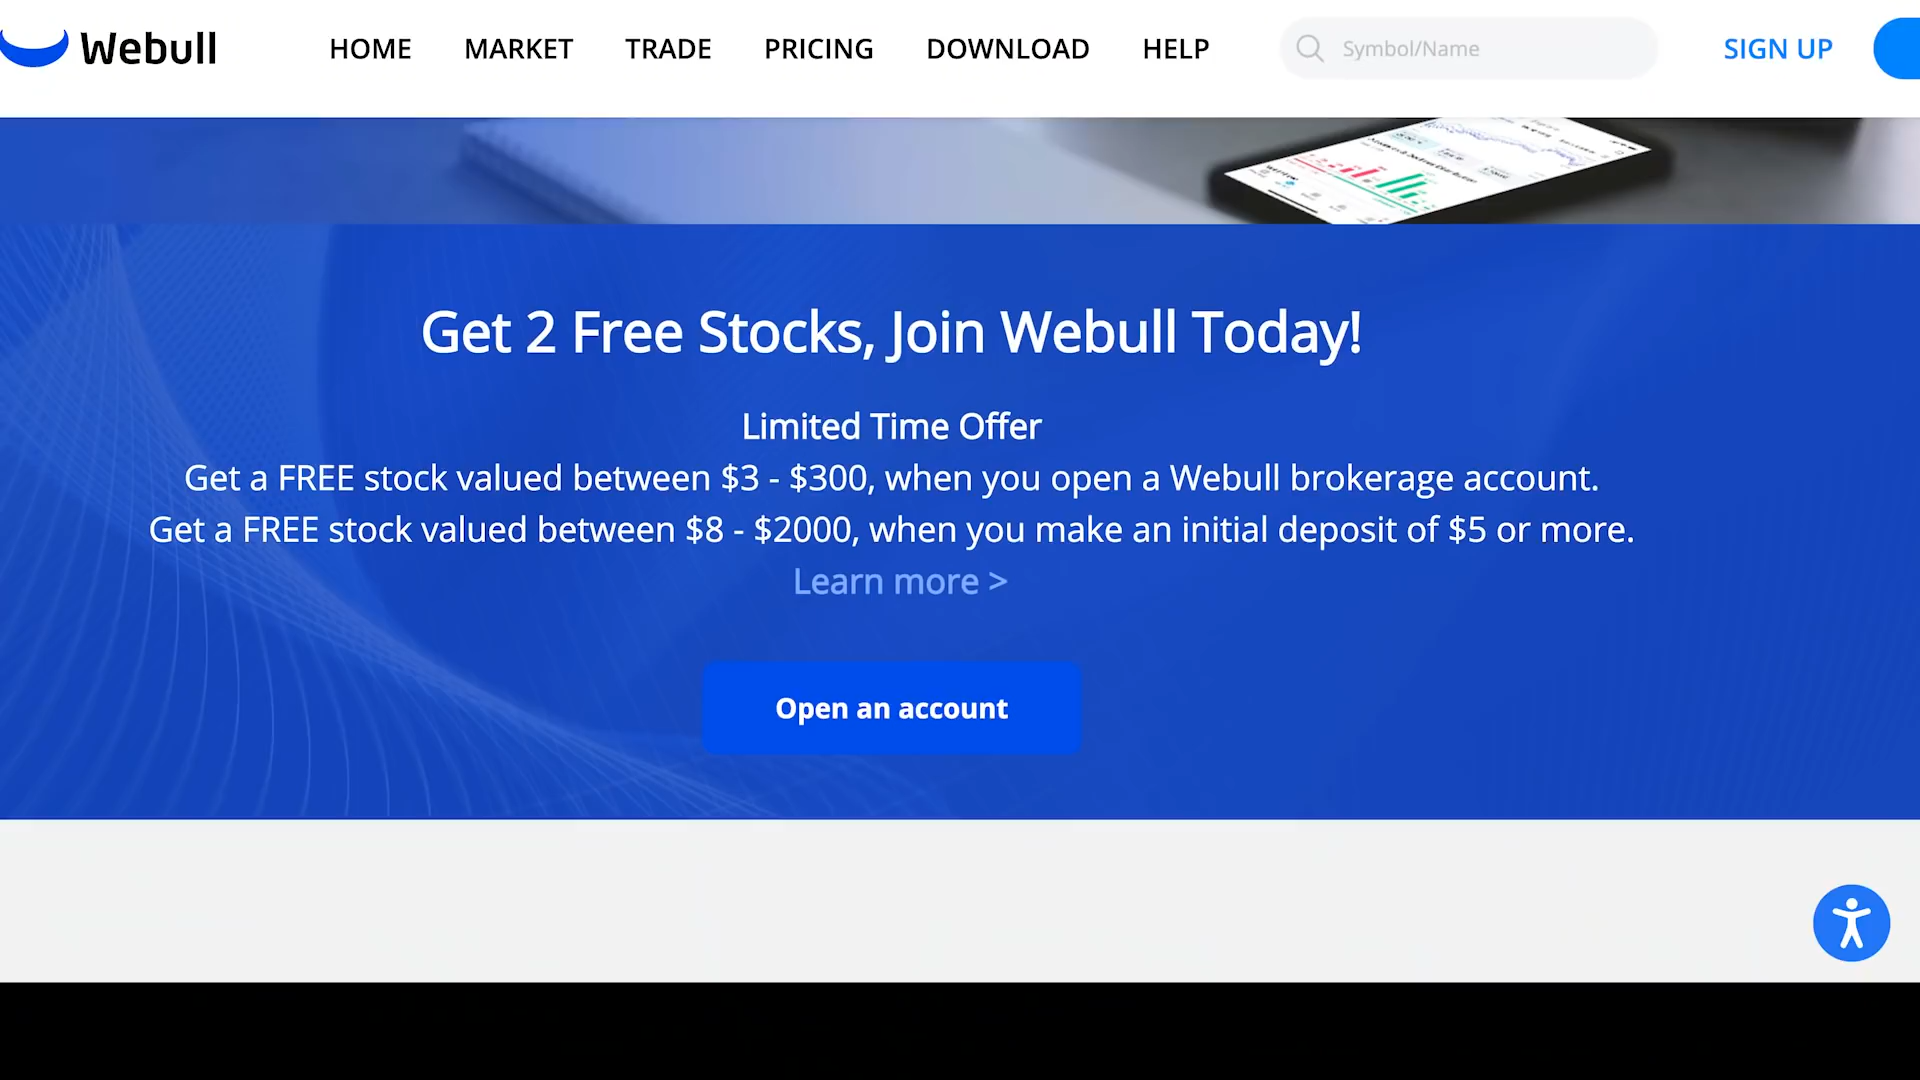 Webull
HOME MARKET TRADE PRICING DOWNLOAD HELP Symbol/Name SIGN UP
Get 2 Free Stocks, Join Webull Today!
Limited Time Offer
Get a FREE stock valued between $3 - $300, when you open a Webull brokerage account.
Get a FREE stock valued between $8 - $2000, when you make an initial deposit of $5 or more.
Learn more >
Open an account